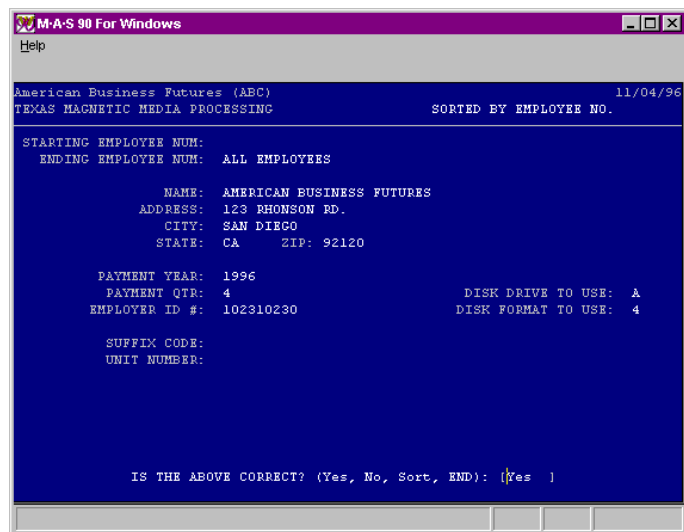 M·A·S 90 For Windows
Help
American Business Futures (ABC) 11/04/96
TEXAS MAGNETIC MEDIA PROCESSING SORTED BY EMPLOYEE NO.
STARTING EMPLOYEE NUM:
ENDING EMPLOYEE NUM: ALL EMPLOYEES
NAME: AMERICAN BUSINESS FUTURES
ADDRESS: 123 RHONSON RD.
CITY: SAN DIEGO
STATE: CA ZIP: 92120
PAYMENT YEAR: 1996
PAYMENT QTR: 4 DISK DRIVE TO USE: A
EMPLOYER ID #: 102310230 DISK FORMAT TO USE: 4
SUFFIX CODE:
UNIT NUMBER:
IS THE ABOVE CORRECT? (Yes, No, Sort, END): [Yes ]